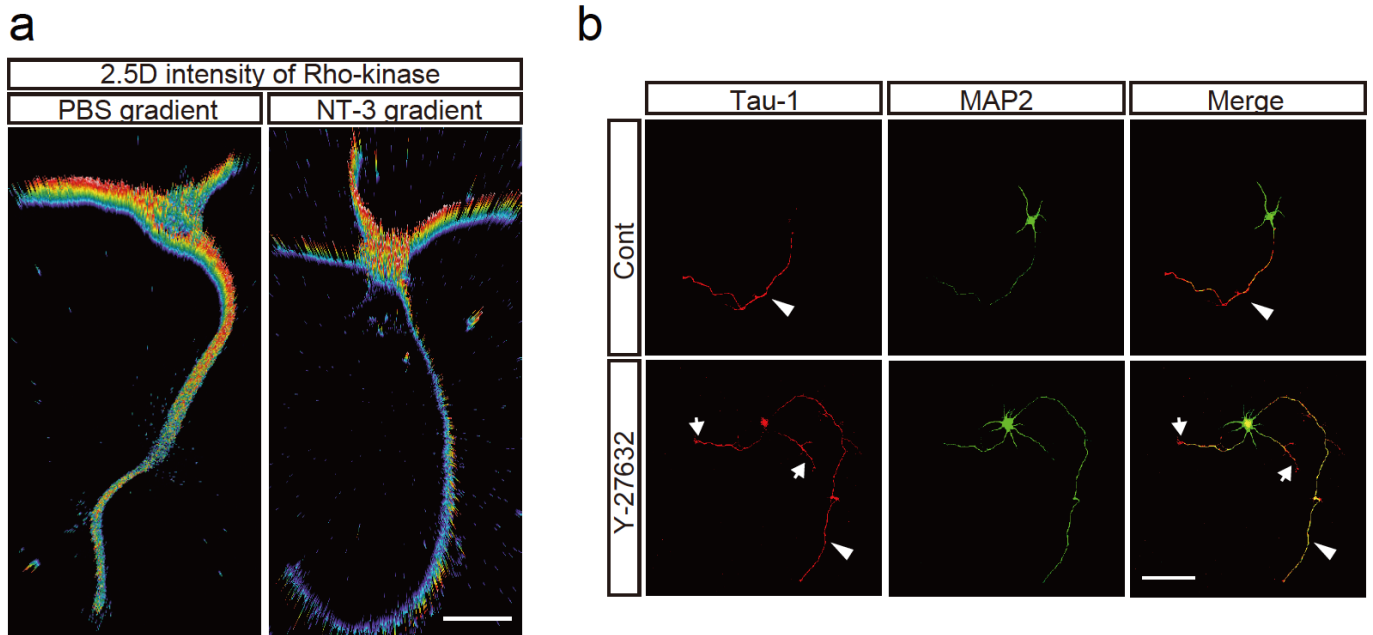 a
2.5D intensity of Rho-kinase
PBS gradient
NT-3 gradient
b
Tau-1
MAP2
Merge
Cont
Y-27632